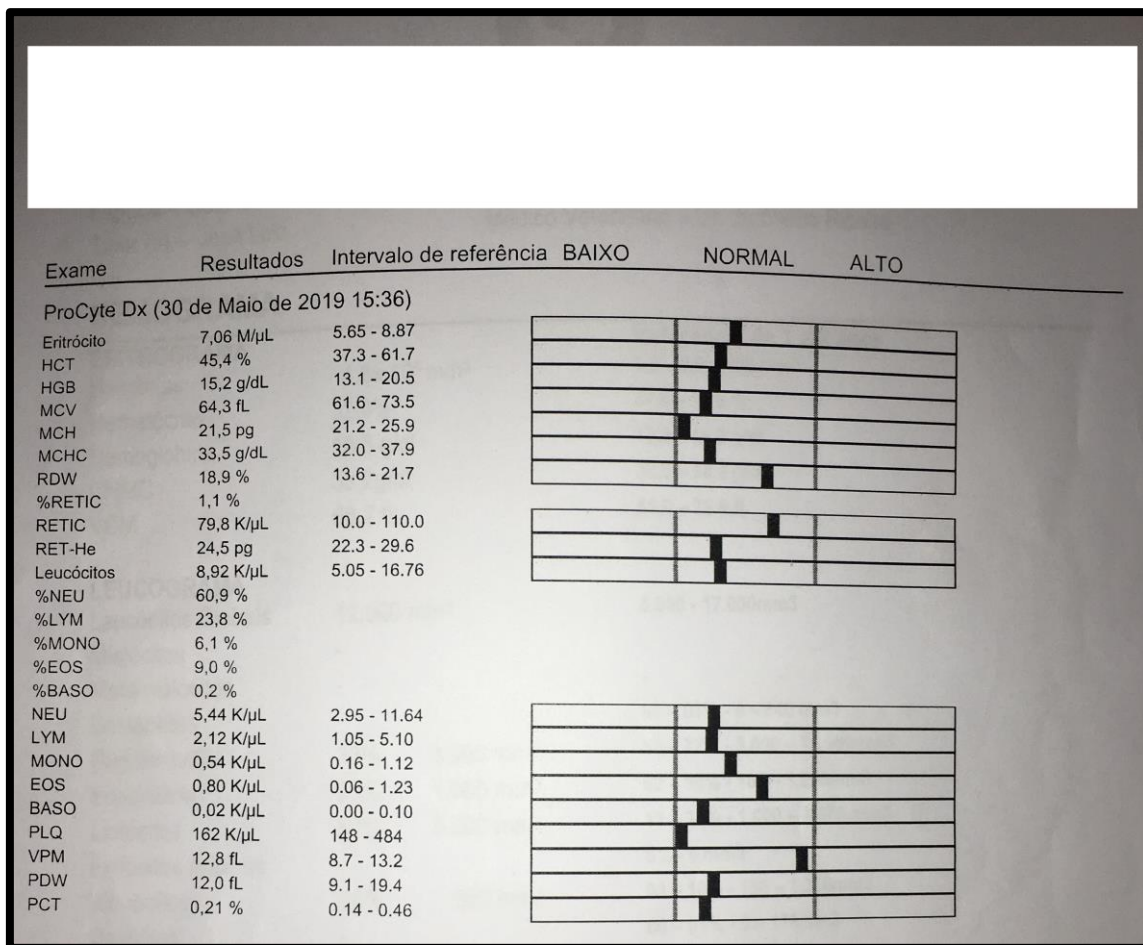 Exame Resultados Intervalo de referência BAIXO NORMAL ALTO
ProCyte Dx (30 de Maio de 2019 15:36)
Eritrócito 7,06 M/µL 5.65 - 8.87
HCT 45,4 % 37.3 - 61.7
HGB 15,2 g/dL 13.1 - 20.5
MCV 64,3 fL 61.6 - 73.5
MCH 21,5 pg 21.2 - 25.9
MCHC 33,5 g/dL 32.0 - 37.9
RDW 18,9 % 13.6 - 21.7
%RETIC 1,1 %
RETIC 79,8 K/µL 10.0 - 110.0
RET-He 24,5 pg 22.3 - 29.6
Leucócitos 8,92 K/µL 5.05 - 16.76
%NEU 60,9 %
%LYM 23,8 %
%MONO 6,1 %
%EOS 9,0 %
%BASO 0,2 %
NEU 5,44 K/µL 2.95 - 11.64
LYM 2,12 K/µL 1.05 - 5.10
MONO 0,54 K/µL 0.16 - 1.12
EOS 0,80 K/µL 0.06 - 1.23
BASO 0,02 K/µL 0.00 - 0.10
PLQ 162 K/µL 148 - 484
VPM 12,8 fL 8.7 - 13.2
PDW 12,0 fL 9.1 - 19.4
PCT 0,21 % 0.14 - 0.46